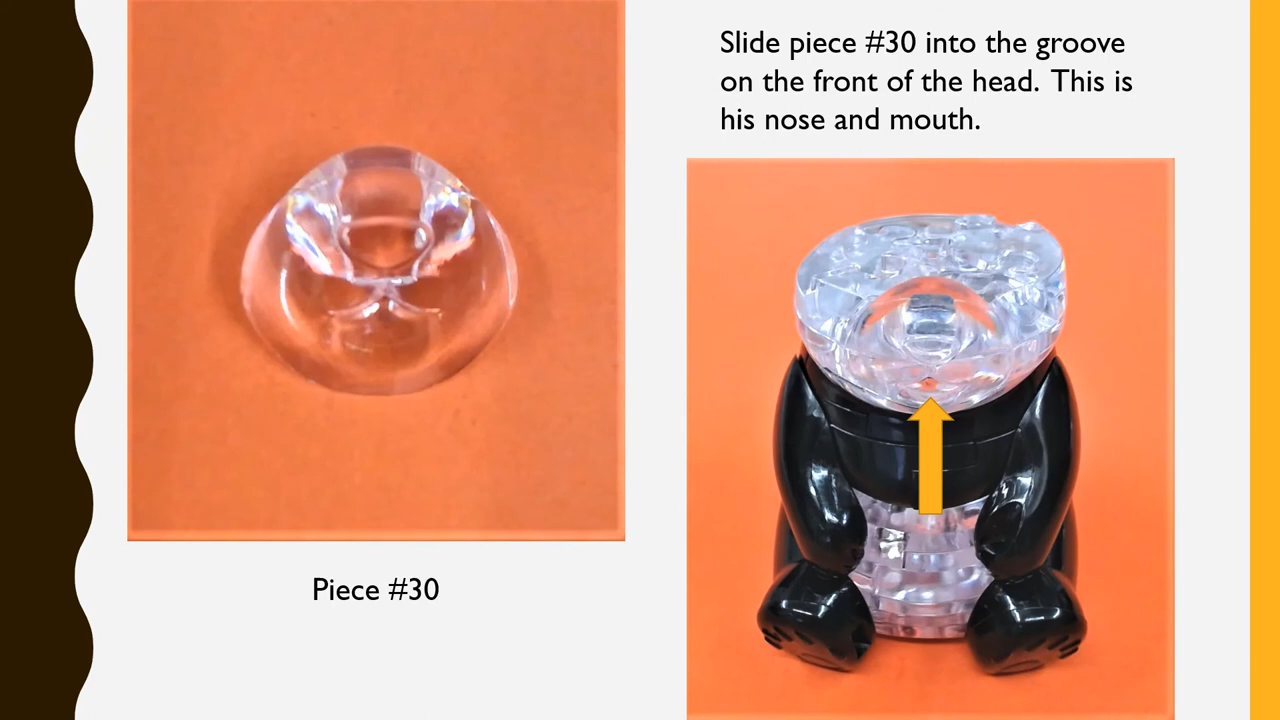 Slide piece #30 into the groove
on the front of the head. This is
his nose and mouth.
Piece #30